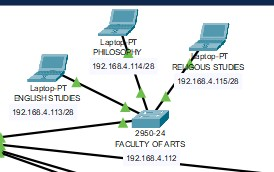 Laptop-PT
PHILOSOPHY
192.168.4.114/28
Laptop-PT
RELIGIOUS STUDIES
192.168.4.115/28
Laptop-PT
ENGLISH STUDIES
192.168.4.113/28
2950-24
FACULTY OF ARTS
192.168.4.112